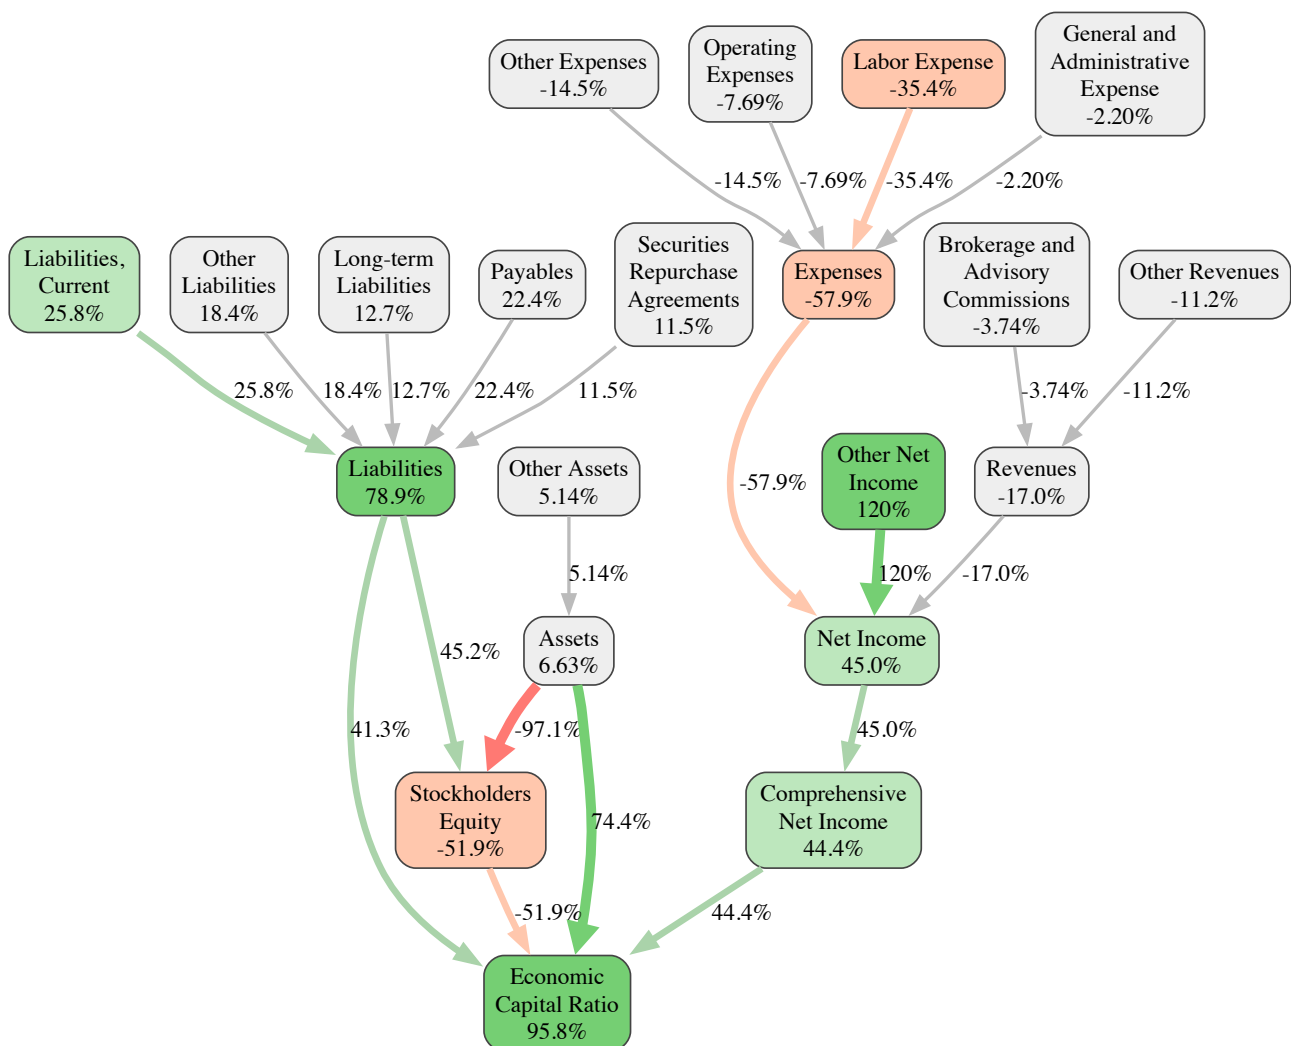 General and
Administrative
Expense
-2.20%
Operating
Expenses
-7.69%
Other Expenses
-14.5%
Labor Expense
-35.4%
-14.5%
-7.69%
-35.4%
-2.20%
Liabilities,
Current
25.8%
Other
Liabilities
18.4%
Long-term
Liabilities
12.7%
Payables
22.4%
Securities
Repurchase
Agreements
11.5%
Expenses
-57.9%
Brokerage and
Advisory
Commissions
-3.74%
Other Revenues
-11.2%
25.8%
18.4%
12.7%
22.4%
11.5%
-3.74%
-11.2%
Liabilities
78.9%
Other Assets
5.14%
-57.9%
Other Net
Income
120%
Revenues
-17.0%
5.14%
120%
-17.0%
45.2%
Assets
6.63%
Net Income
45.0%
41.3%
-97.1%
45.0%
Stockholders
Equity
-51.9%
74.4%
Comprehensive
Net Income
44.4%
-51.9%
44.4%
Economic
Capital Ratio
95.8%